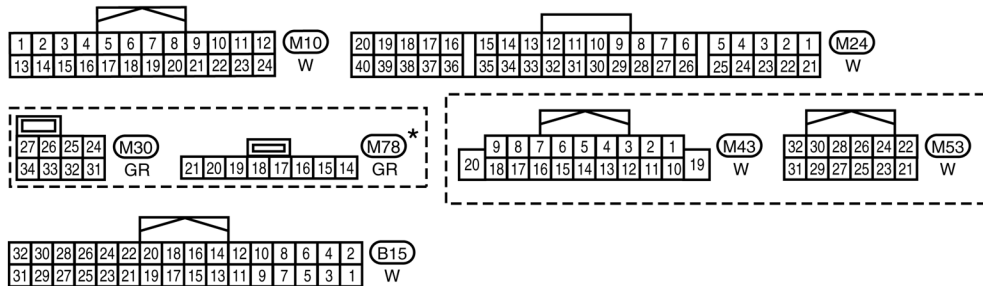 1 2 3 4 5 6 7 8 9 10 11 12 M10
13 14 15 16 17 18 19 20 21 22 23 24 W
20 19 18 17 16 15 14 13 12 11 10 9 8 7 6 5 4 3 2 1 M24
40 39 38 37 36 35 34 33 32 31 30 29 28 27 26 25 24 23 22 21 W
27 26 25 24 M30
34 33 32 31 GR
M78 *
21 20 19 18 17 16 15 14 GR
9 8 7 6 5 4 3 2 1 M43
20 18 17 16 15 14 13 12 11 10 19 W
32 30 28 26 24 22 M53
31 29 27 25 23 21 W
32 30 28 26 24 22 20 18 16 14 12 10 8 6 4 2 B15
31 29 27 25 23 21 19 17 15 13 11 9 7 5 3 1 W